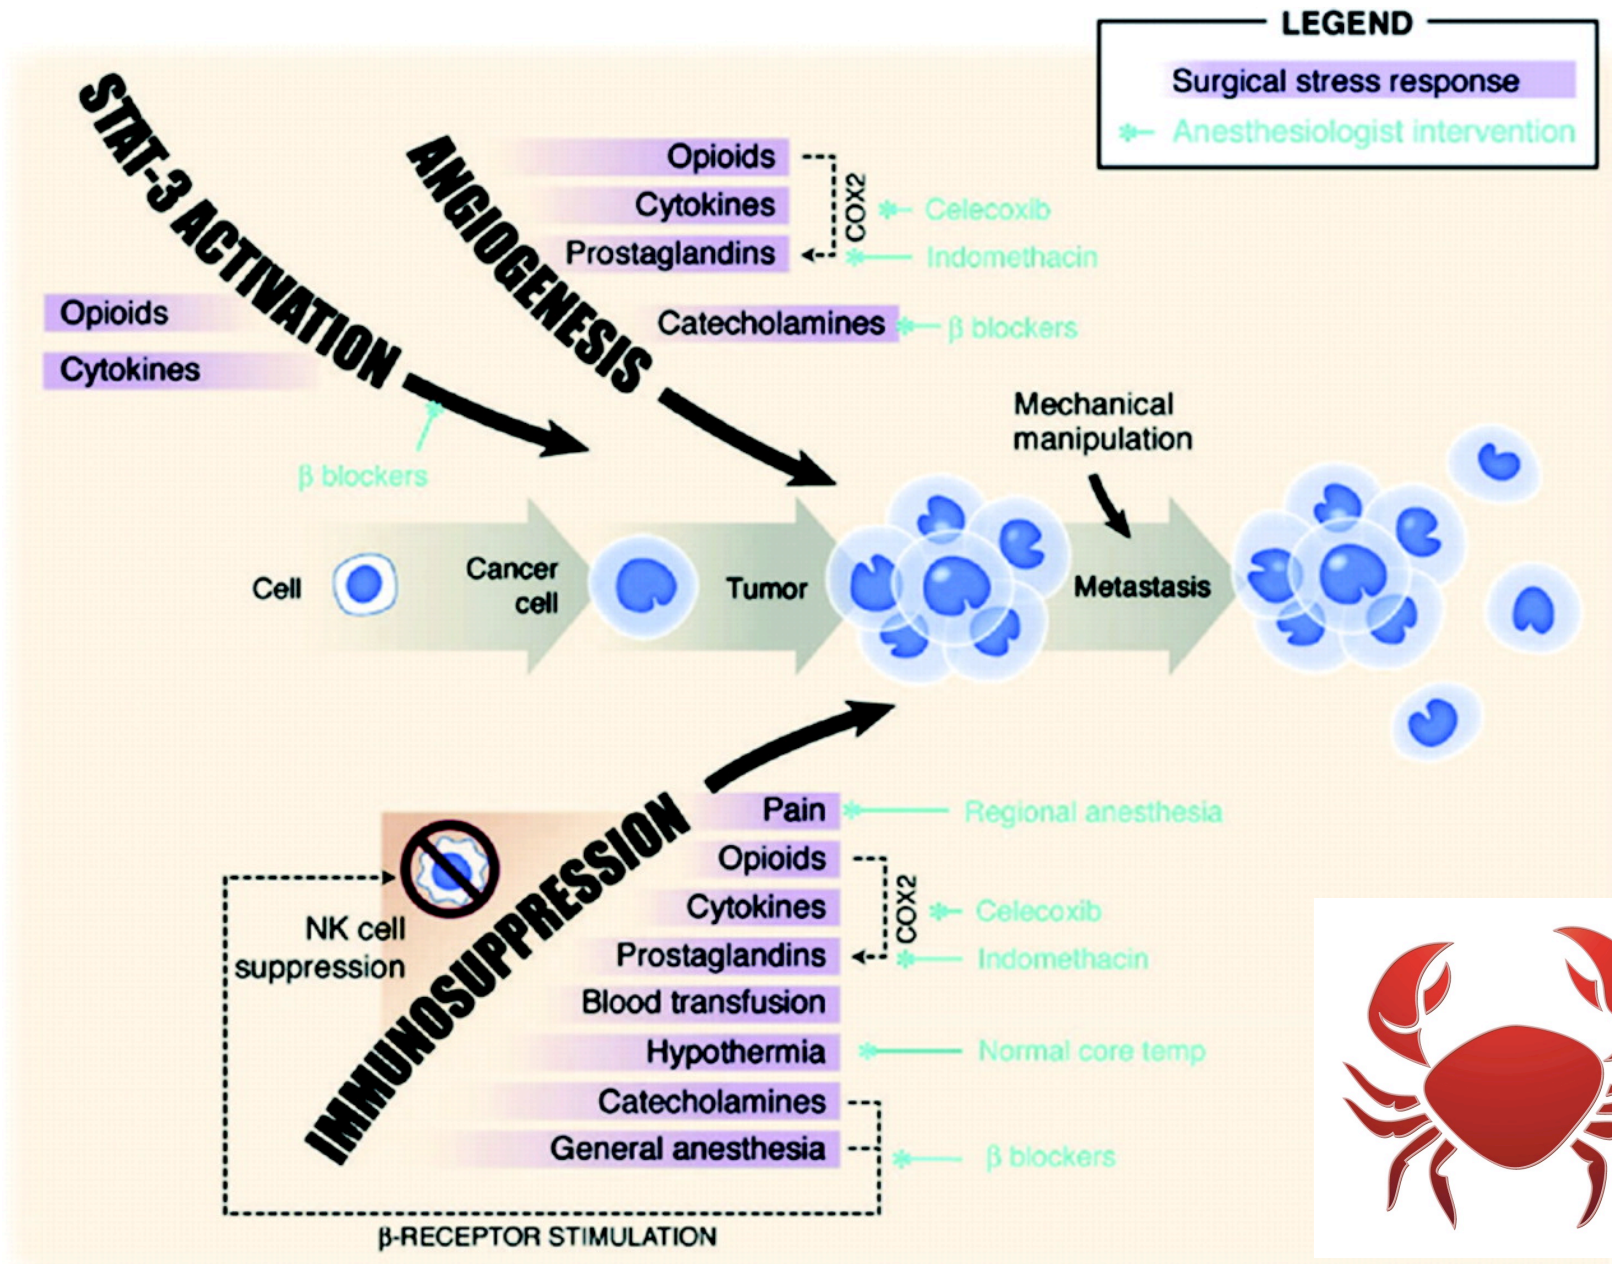 LEGEND
Surgical stress response
Anesthesiologist intervention
STAT-3 ACTIVATION
Opioids
Cytokines
β blockers
ANGIOGENESIS
Opioids
Cytokines
Prostaglandins
COX2
Celecoxib
Indomethacin
Catecholamines
β blockers
Mechanical
manipulation
Cell
Cancer
cell
Tumor
Metastasis
IMMUNOSUPPRESSION
NK cell
suppression
Pain
Regional anesthesia
Opioids
Cytokines
Prostaglandins
COX2
Celecoxib
Indomethacin
Blood transfusion
Hypothermia
Normal core temp
Catecholamines
General anesthesia
β blockers
β-RECEPTOR STIMULATION